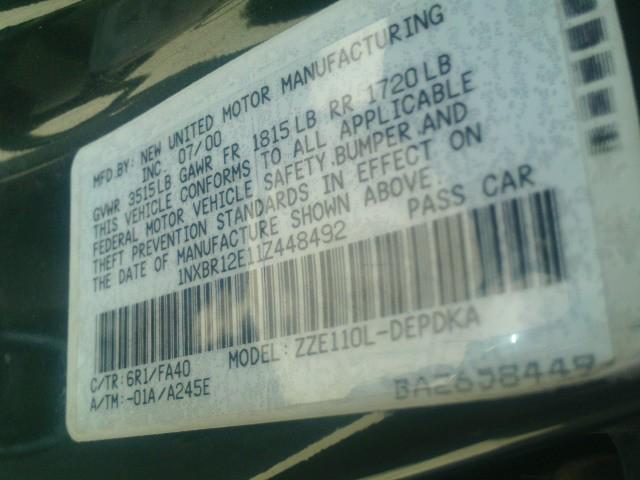 MFD.BY: NEW UNITED MOTOR MANUFACTURING
INC. 07/00
GVWR 3515LB GAWR FR 1815LB RR 1720LB
THIS VEHICLE CONFORMS TO ALL APPLICABLE
FEDERAL MOTOR VEHICLE SAFETY,BUMPER,AND
THEFT PREVENTION STANDARDS IN EFFECT ON
THE DATE OF MANUFACTURE SHOWN ABOVE.
1NXBR12E11Z448492 PASS CAR
C/TR:6R1/FA40 MODEL:ZZE110L-DEPDKA
A/TM:-01A/A245E BA2658449